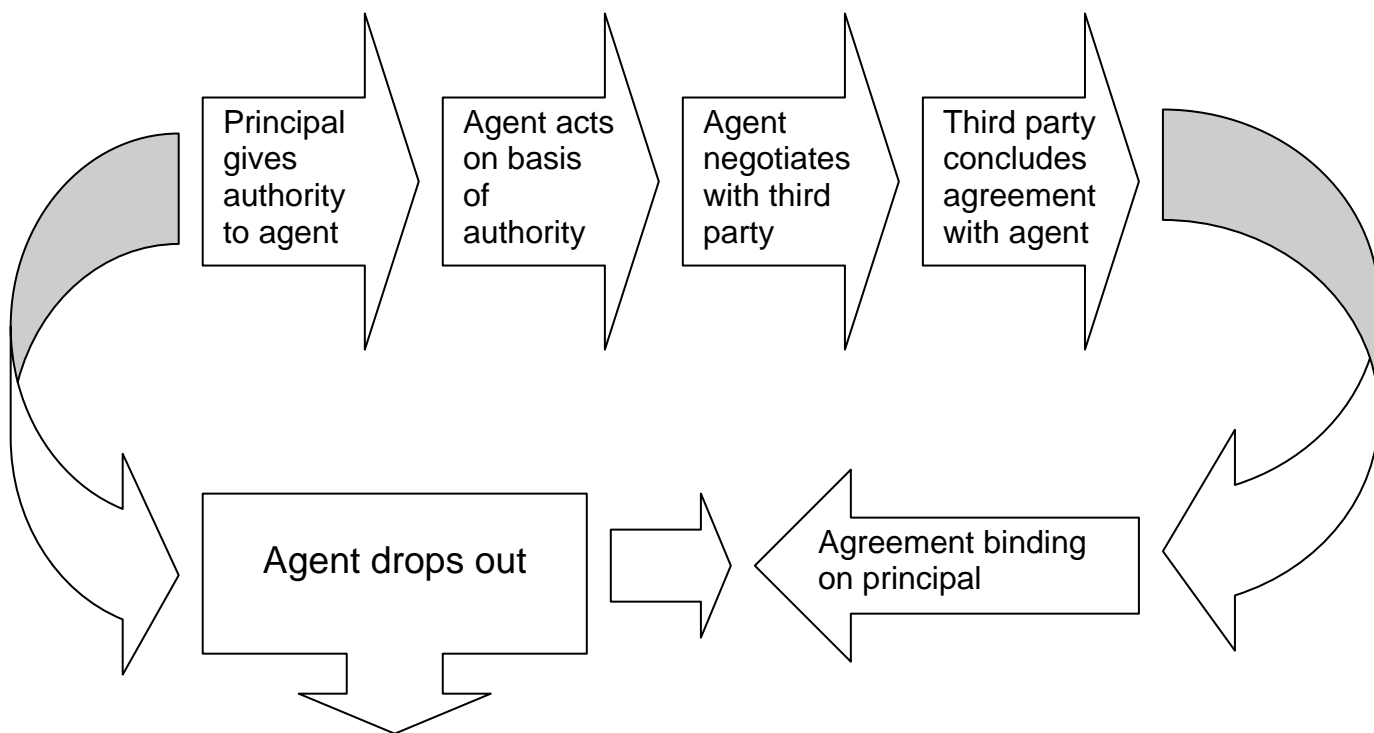 Principal
gives
authority
to agent
Agent acts
on basis
of
authority
Agent
negotiates
with third
party
Third party
concludes
agreement
with agent
Agent drops out
Agreement binding
on principal